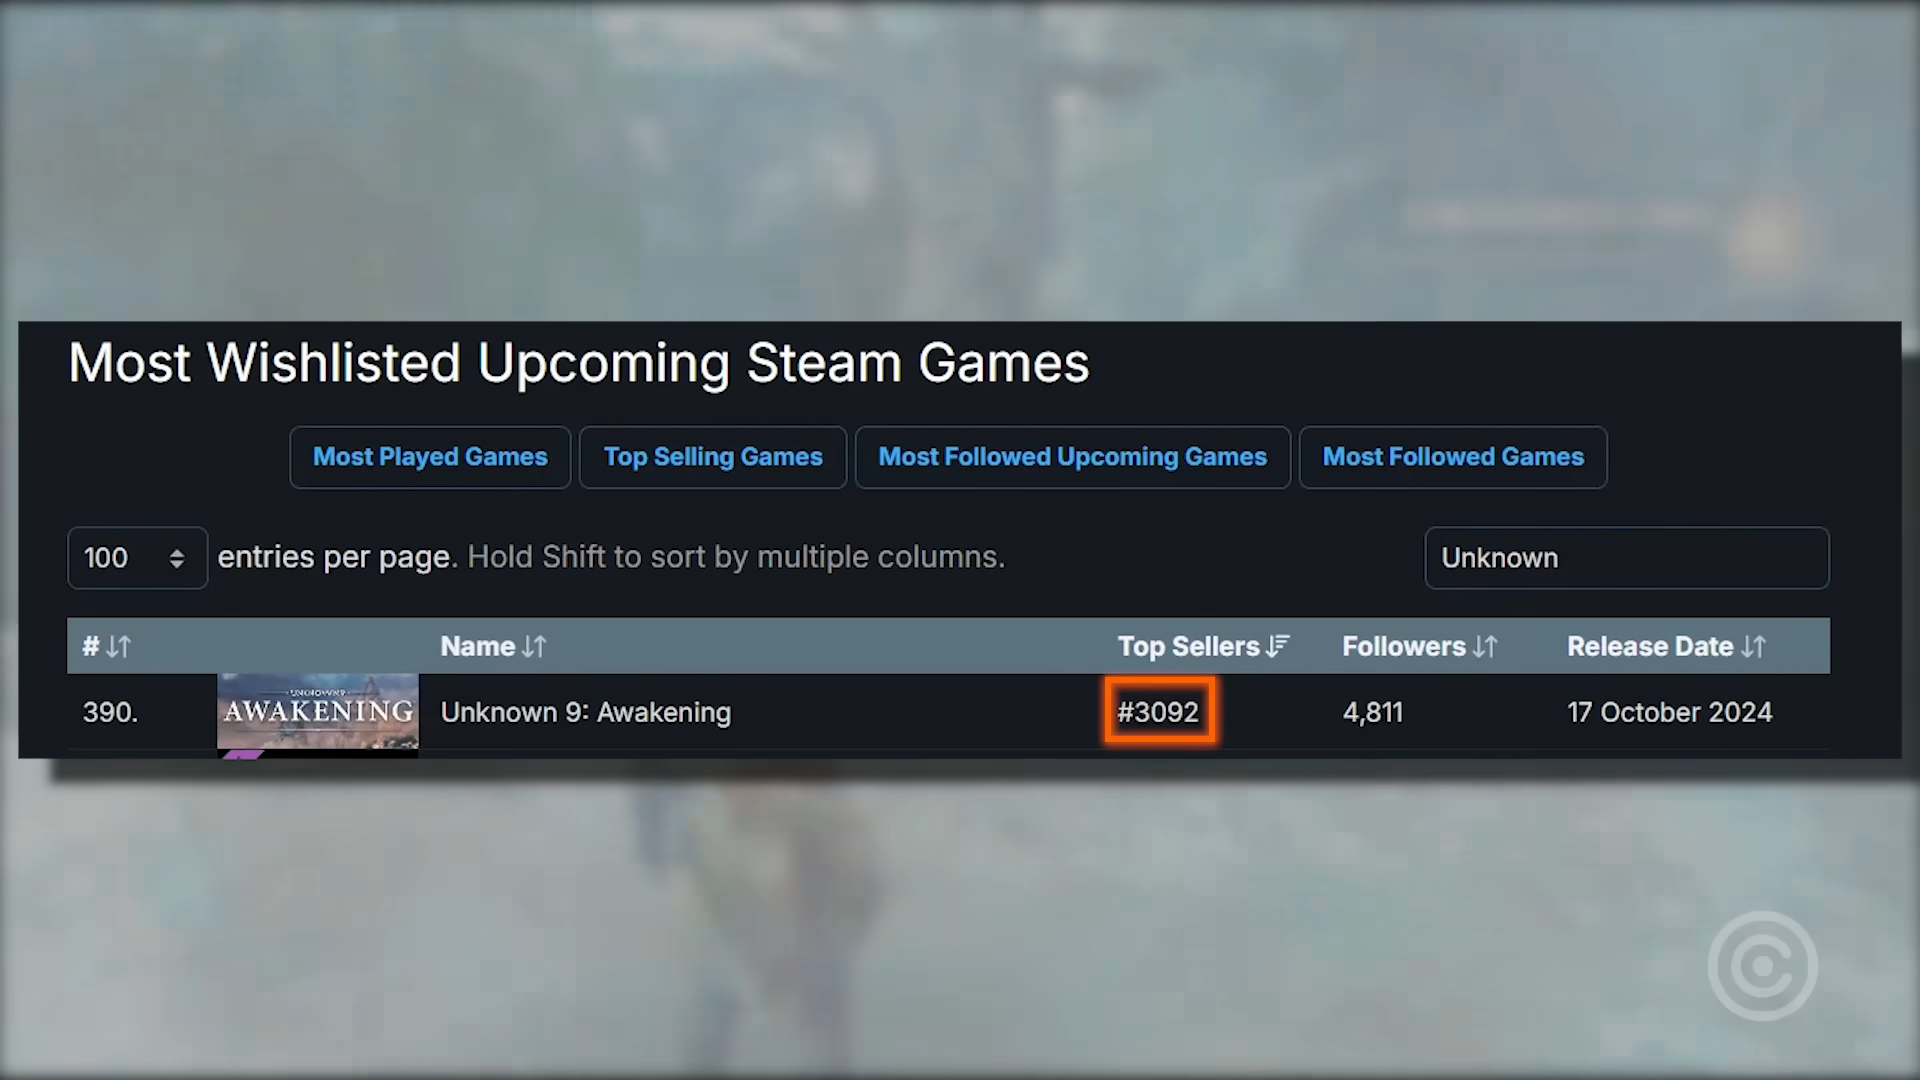 Most Wishlisted Upcoming Steam Games
Most Played Games Top Selling Games Most Followed Upcoming Games Most Followed Games
100 entries per page. Hold Shift to sort by multiple columns. Unknown
# Name Top Sellers Followers Release Date
390. UNKNOWN9 AWAKENING Unknown 9: Awakening #3092 4,811 17 October 2024